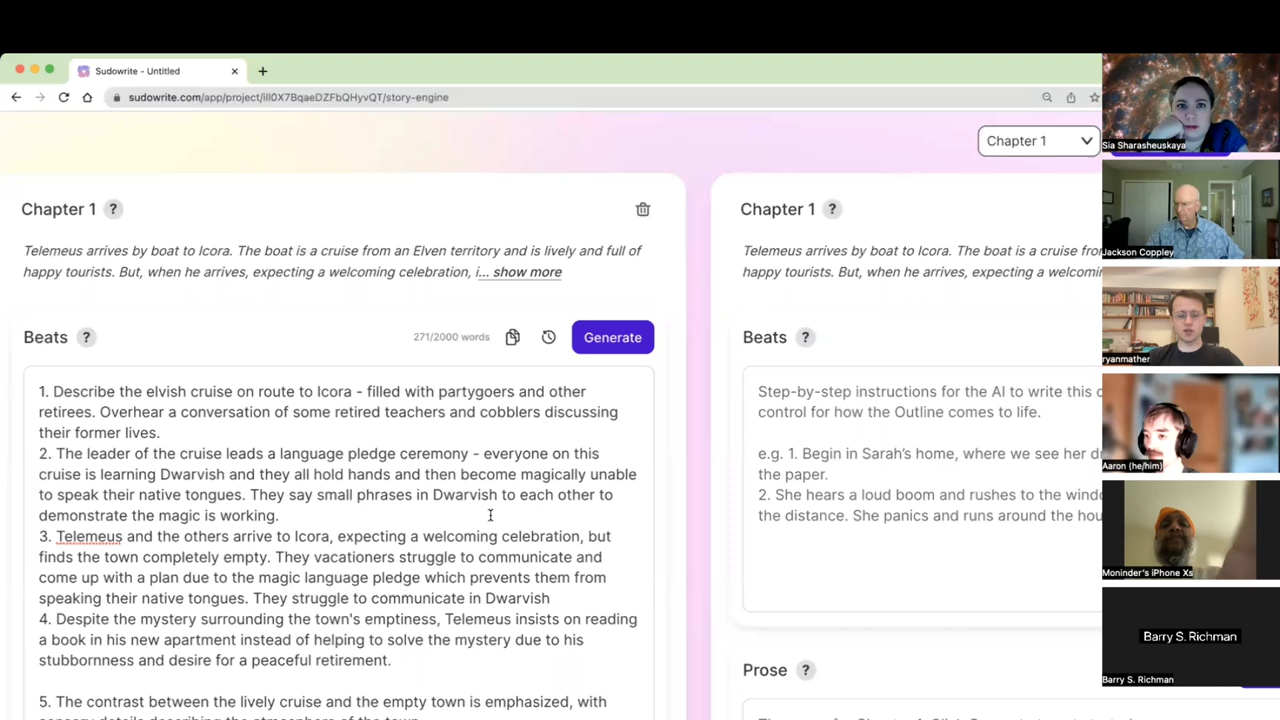 Sudowrite - Untitled
sudowrite.com/app/project/ilI0X7BqaeDZFbQHyvQT/story-engine
Chapter 1
Chapter 1 ?
Telemeus arrives by boat to Icora. The boat is a cruise from an Elven territory and is lively and full of
happy tourists. But, when he arrives, expecting a welcoming celebration, i... show more
Beats ?
271/2000 words
Generate
1. Describe the elvish cruise on route to Icora - filled with partygoers and other
retirees. Overhear a conversation of some retired teachers and cobblers discussing
their former lives.
2. The leader of the cruise leads a language pledge ceremony - everyone on this
cruise is learning Dwarvish and they all hold hands and then become magically unable
to speak their native tongues. They say small phrases in Dwarvish to each other to
demonstrate the magic is working.
3. Telemeus and the others arrive to Icora, expecting a welcoming celebration, but
finds the town completely empty. They vacationers struggle to communicate and
come up with a plan due to the magic language pledge which prevents them from
speaking their native tongues. They struggle to communicate in Dwarvish
4. Despite the mystery surrounding the town's emptiness, Telemeus insists on reading
a book in his new apartment instead of helping to solve the mystery due to his
stubbornness and desire for a peaceful retirement.
5. The contrast between the lively cruise and the empty town is emphasized, with
sensory details describing the atmosphere of the town.
Chapter 1 ?
Telemeus arrives by boat to Icora. The boat is a cruise from
happy tourists. But, when he arrives, expecting a welcoming
Beats ?
Step-by-step instructions for the AI to write this
control for how the Outline comes to life.
e.g. 1. Begin in Sarah's home, where we see her
the paper.
2. She hears a loud boom and rushes to the
the distance. She panics and runs around the
Prose ?
Sia Sharasheuskaya
Jackson Coppley
ryanmather
Aaron (he/him)
Moninder's iPhone Xs
Barry S. Richman
Barry S. Richman